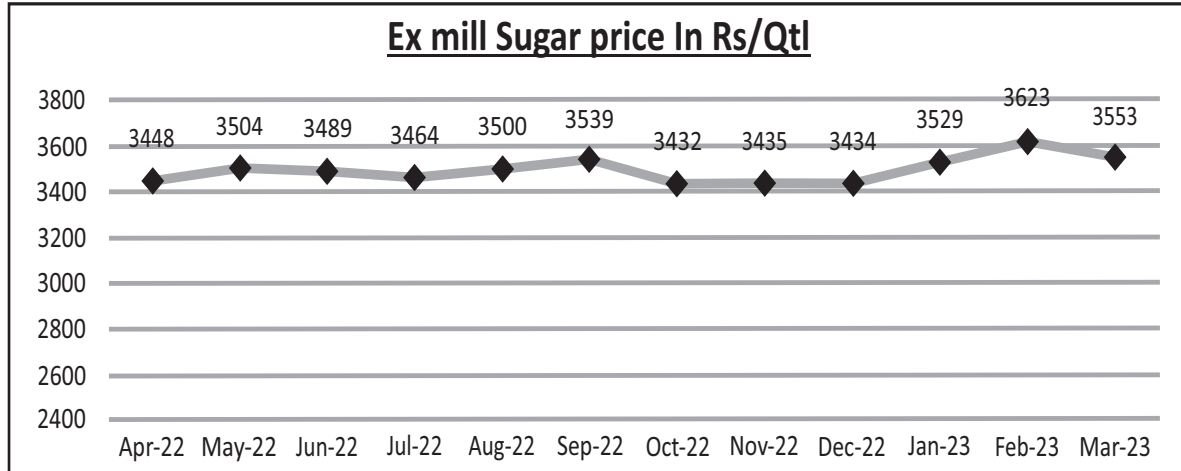 Ex mill Sugar price In Rs/Qtl
3800
3600
3400
3200
3000
2800
2600
2400
3448 3504 3489 3464 3500 3539 3432 3435 3434 3529 3623 3553
Apr-22 May-22 Jun-22 Jul-22 Aug-22 Sep-22 Oct-22 Nov-22 Dec-22 Jan-23 Feb-23 Mar-23